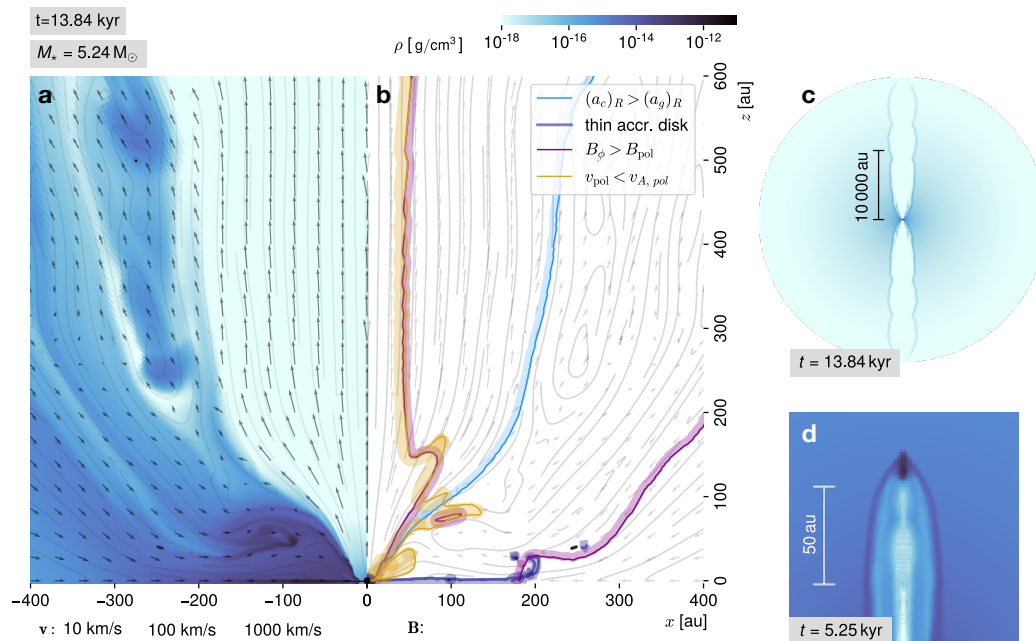 t=13.84 kyr
M⋆ = 5.24 M⊙
ρ [ g/cm³ ]
10⁻¹⁸ 10⁻¹⁶ 10⁻¹⁴ 10⁻¹²
a
b
(a_c)_R > (a_g)_R
thin accr. disk
B_ϕ > B_pol
v_pol < v_{A, pol}
600
500
400
300
200
100
0
z [au]
−400 −300 −200 −100 0 100 200 300 400
x [au]
v : 10 km/s 100 km/s 1000 km/s
B:
c
10 000 au
t = 13.84 kyr
d
50 au
t = 5.25 kyr